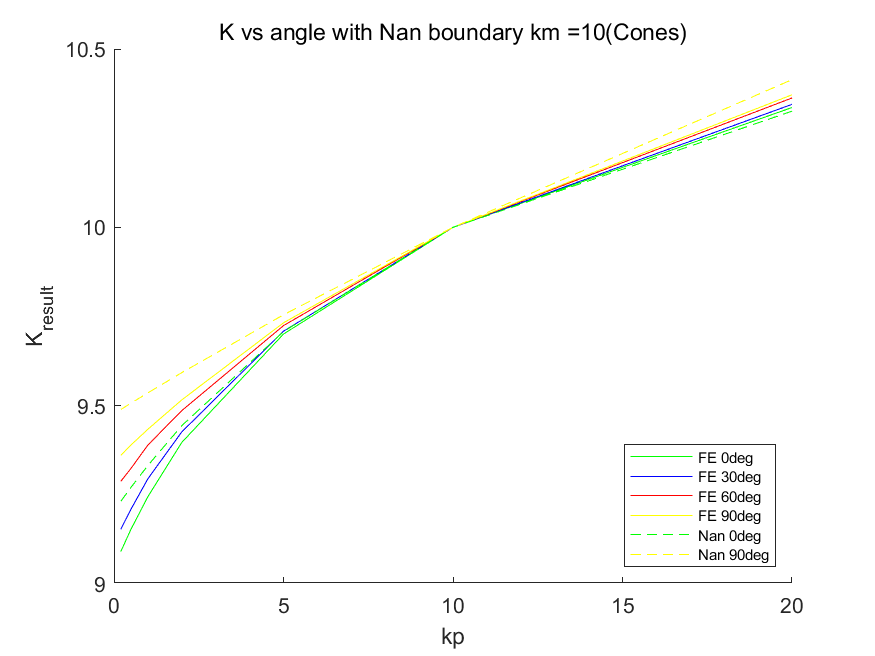 K vs angle with Nan boundary km =10(Cones)
10.5
10
9.5
9
K_result
0
5
10
15
20
kp
FE 0deg
FE 30deg
FE 60deg
FE 90deg
Nan 0deg
Nan 90deg